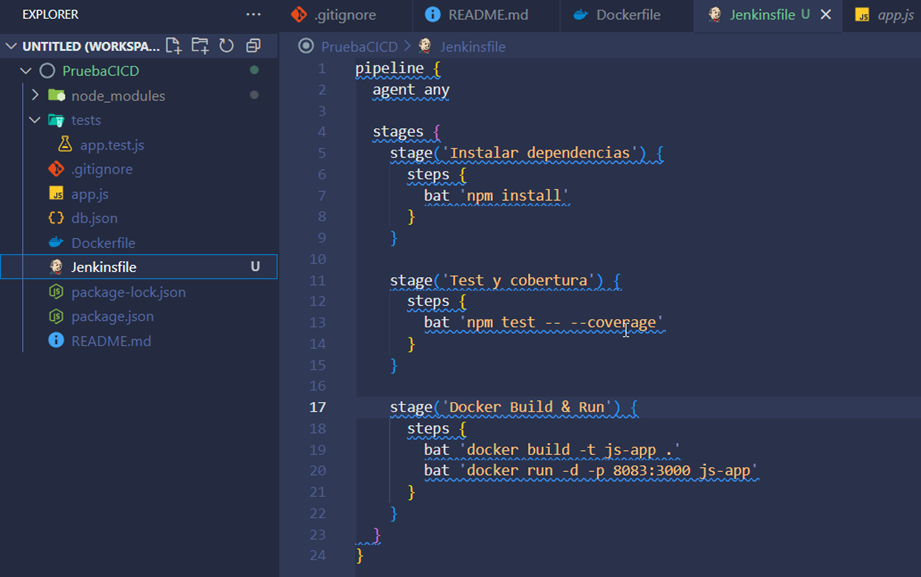 EXPLORER
UNTITLED (WORKSPA...
PruebaCICD
node_modules
tests
app.test.js
.gitignore
app.js
db.json
Dockerfile
Jenkinsfile U
package-lock.json
package.json
README.md
.gitignore README.md Dockerfile Jenkinsfile U app.js
PruebaCICD > Jenkinsfile
1 pipeline {
2 agent any
3
4 stages {
5 stage('Instalar dependencias') {
6 steps {
7 bat 'npm install'
8 }
9 }
10
11 stage('Test y cobertura') {
12 steps {
13 bat 'npm test -- --coverage'
14 }
15 }
16
17 stage('Docker Build & Run') {
18 steps {
19 bat 'docker build -t js-app .'
20 bat 'docker run -d -p 8083:3000 js-app'
21 }
22 }
23 }
24 }